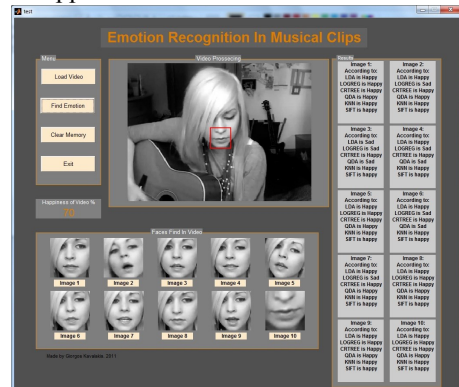 test
Emotion Recognition In Musical Clips
Menu
Load Video
Find Emotion
Clear Memory
Exit
Happiness of Video %
70
Video Processing
Faces Find In Video
Image 1
Image 2
Image 3
Image 4
Image 5
Image 6
Image 7
Image 8
Image 9
Image 10
Results
Image 1:
According to:
LDA is Happy
LOGREG is Happy
CRTREE is Happy
QDA is Happy
KNN is Happy
SIFT is Happy
Image 2:
According to:
LDA is Happy
LOGREG is Happy
CRTREE is Happy
QDA is Happy
KNN is Happy
SIFT is Happy
Image 3:
According to:
LDA is Sad
LOGREG is Sad
CRTREE is Happy
QDA is Happy
KNN is Happy
SIFT is happy
Image 4:
According to:
LDA is Happy
LOGREG is Sad
CRTREE is Happy
QDA is Happy
KNN is Happy
SIFT is Happy
Image 5:
According to:
LDA is Happy
LOGREG is Happy
CRTREE is Happy
QDA is Happy
KNN is Happy
SIFT is happy
Image 6:
According to:
LDA is Happy
LOGREG is Sad
CRTREE is Happy
QDA is Sad
KNN is Happy
SIFT is happy
Image 7:
According to:
LDA is Happy
LOGREG is Sad
CRTREE is Happy
QDA is Happy
KNN is Happy
SIFT is happy
Image 8:
According to:
LDA is Happy
LOGREG is Happy
CRTREE is Happy
QDA is Happy
KNN is Happy
SIFT is happy
Image 9:
According to:
LDA is Happy
LOGREG is Happy
CRTREE is Happy
QDA is Happy
KNN is Happy
SIFT is happy
Image 10:
According to:
LDA is Happy
LOGREG is Happy
CRTREE is Happy
QDA is Happy
KNN is Happy
SIFT is happy
Made by Giorgos Kavalakis, 2011